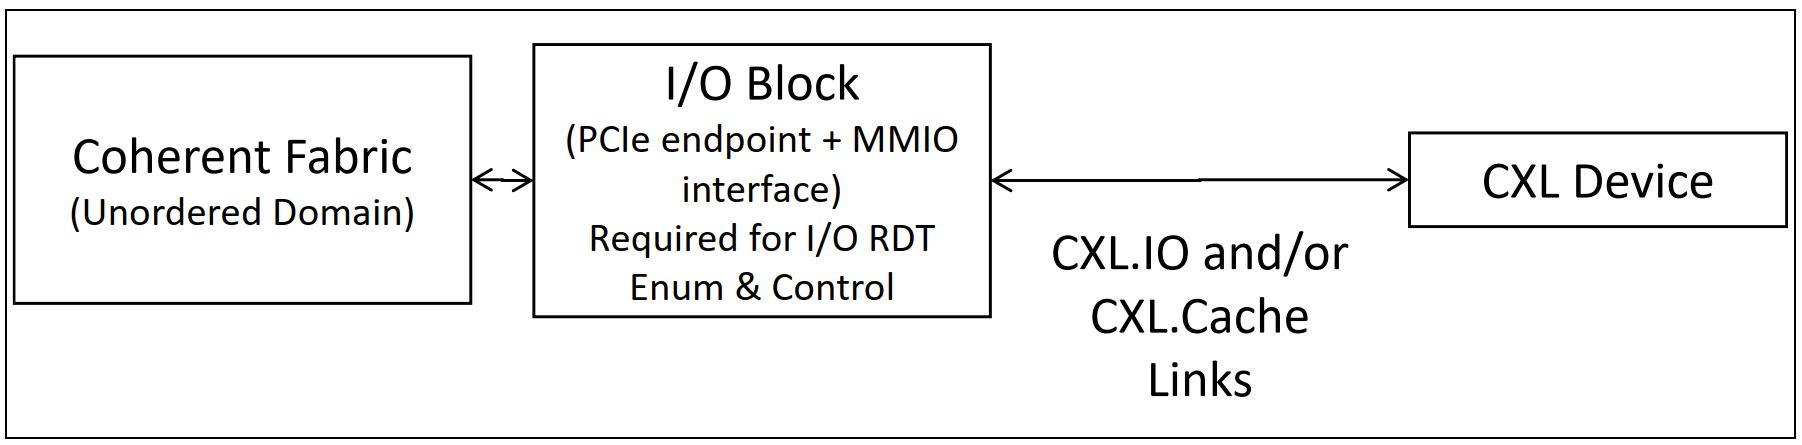 Coherent Fabric
(Unordered Domain)
I/O Block
(PCIe endpoint + MMIO
interface)
Required for I/O RDT
Enum & Control
CXL.IO and/or
CXL.Cache
Links
CXL Device